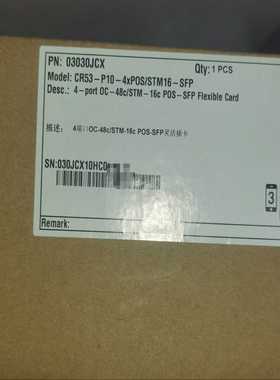 PN: 03030JCX
Qty: 1 PCS
Model: CR53-P10-4xPOS/STM16-SFP
Desc.: 4-port OC-48c/STM-16c POS-SFP Flexible Card
描述: 4端口OC-48c/STM-16c POS-SFP灵活插卡
SN:030JCX10HC0
3
Remark: